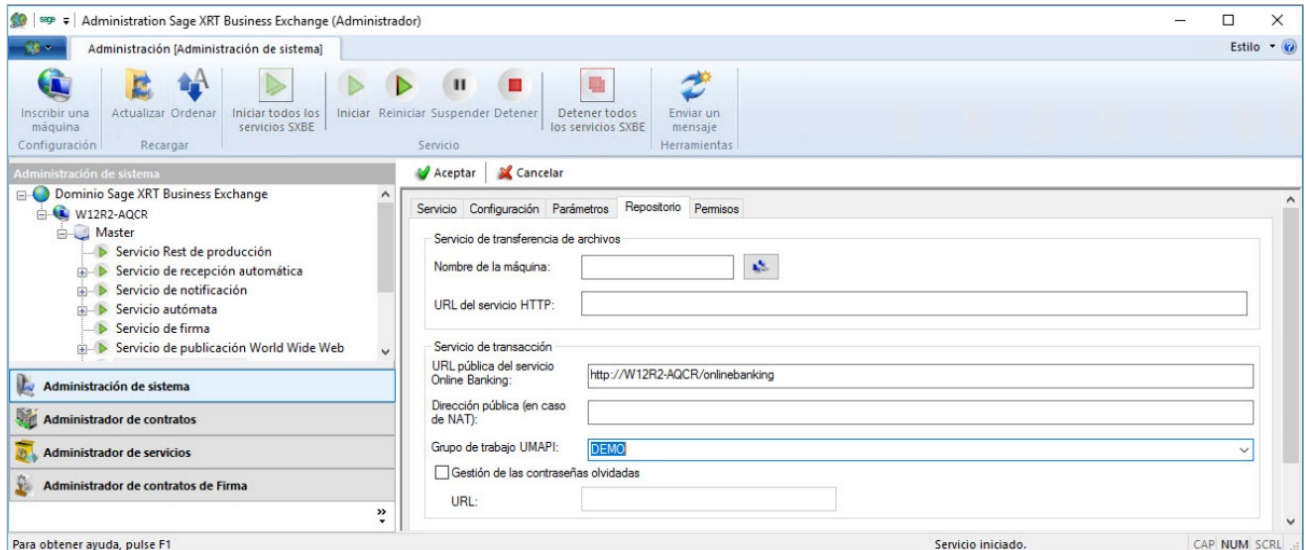 sage Administration Sage XRT Business Exchange (Administrador)
Administración [Administración de sistema] Estilo
Inscribir una máquina
Actualizar Ordenar
Iniciar todos los servicios SXBE
Iniciar Reiniciar Suspender Detener
Detener todos los servicios SXBE
Enviar un mensaje
Configuración Recargar Servicio Herramientas
Administración de sistema
Dominio Sage XRT Business Exchange
W12R2-AQCR
Master
Servicio Rest de producción
Servicio de recepción automática
Servicio de notificación
Servicio autómata
Servicio de firma
Servicio de publicación World Wide Web
Administración de sistema
Administrador de contratos
Administrador de servicios
Administrador de contratos de Firma
Aceptar Cancelar
Servicio Configuración Parámetros Repositorio Permisos
Servicio de transferencia de archivos
Nombre de la máquina:
URL del servicio HTTP:
Servicio de transacción
URL pública del servicio
Online Banking: http://W12R2-AQCR/onlinebanking
Dirección pública (en caso
de NAT):
Grupo de trabajo UMAPI: DEMO
Gestión de las contraseñas olvidadas
URL:
Para obtener ayuda, pulse F1 Servicio iniciado. CAP NUM SCRL